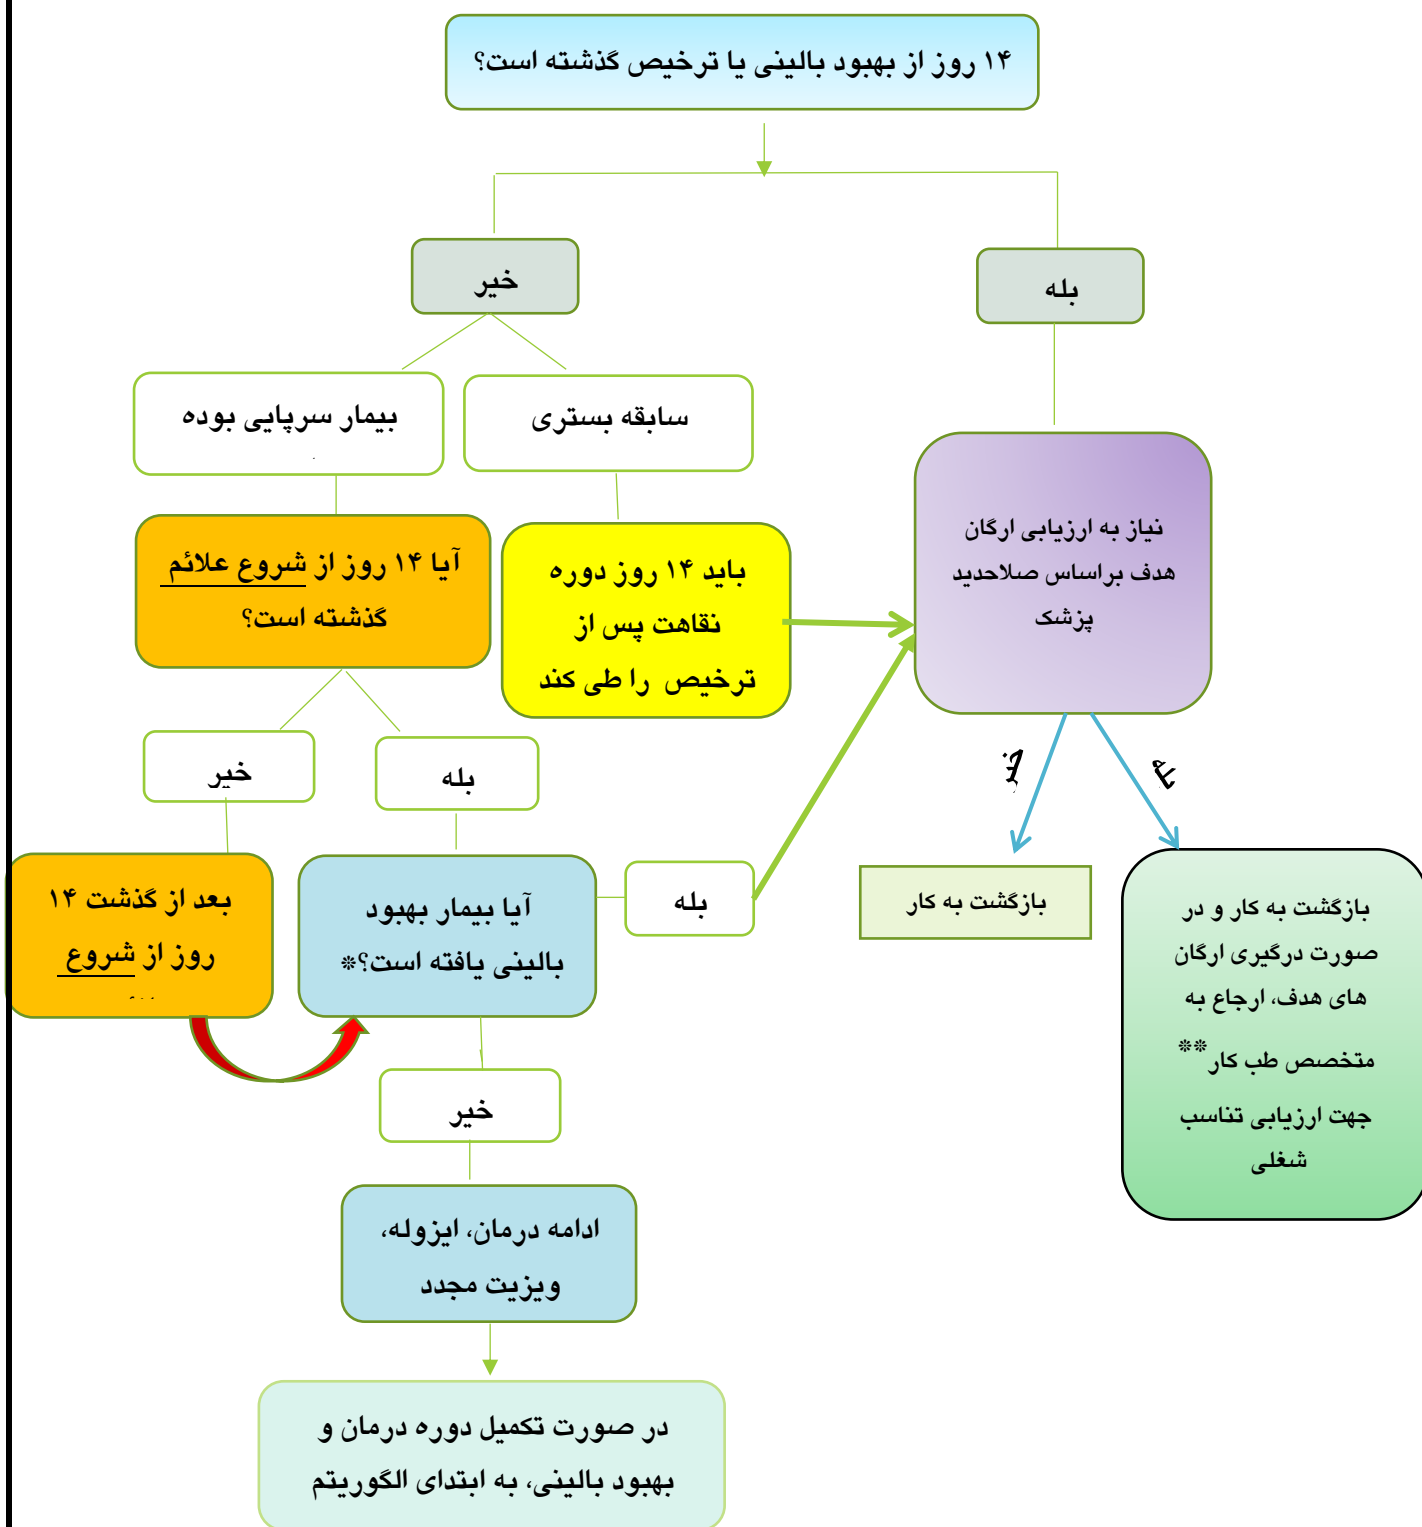 ۱۴ روز از بهبود بالینی یا ترخیص گذشته است؟
بله
خیر
سابقه بستری
بیمار سرپایی بوده
نیاز به ارزیابی ارگان
هدف براساس صلاحدید
پزشک
باید ۱۴ روز دوره
نقاهت پس از
ترخیص را طی کند
آیا ۱۴ روز از شروع علائم
گذشته است؟
خیر
بله
بله
خیر
بازگشت به کار و در
صورت درگیری ارگان
های هدف، ارجاع به
متخصص طب کار**
جهت ارزیابی تناسب
شغلی
بازگشت به کار
بله
آیا بیمار بهبود
بالینی یافته است؟*
بعد از گذشت ۱۴
روز از شروع
خیر
ادامه درمان، ایزوله،
ویزیت مجدد
در صورت تکمیل دوره درمان و
بهبود بالینی، به ابتدای الگوریتم